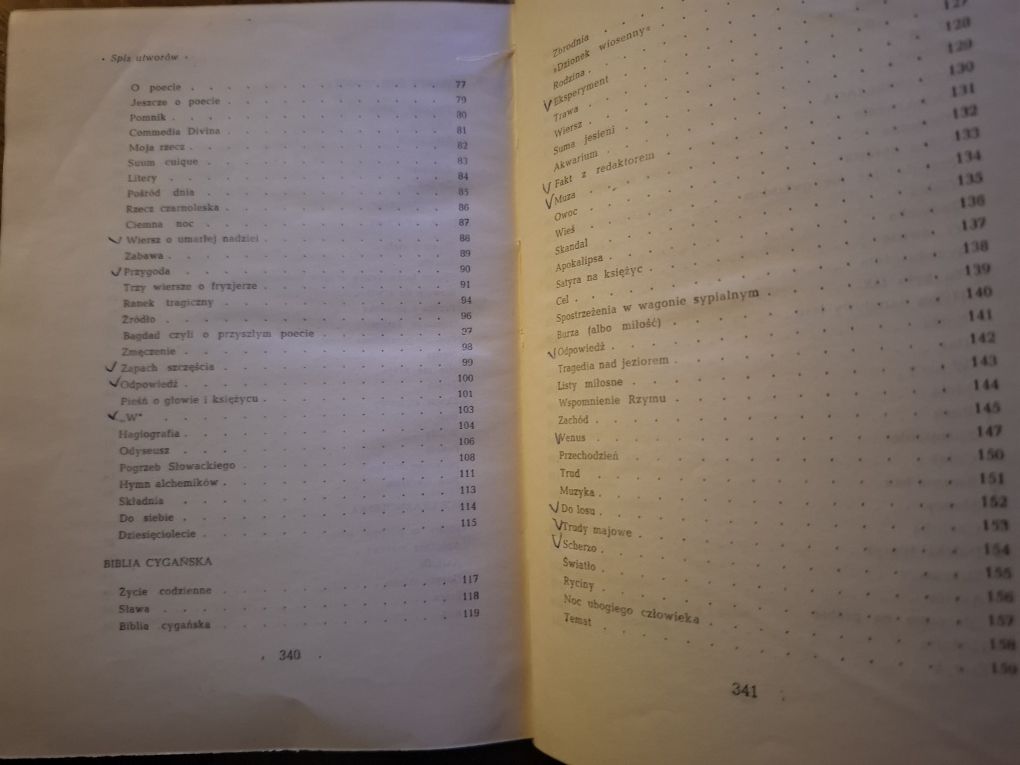 · Spis utworów ·
O poecie 77
Jeszcze o poecie 79
Pomnik 80
Commedia Divina 81
Moja rzecz 82
Suum cuique 83
Litery 84
Pośród dnia 85
Rzecz czarnoleska 86
Ciemna noc 87
Wiersz o umarłej nadziei 88
Zabawa 89
Przygoda 90
Trzy wiersze o fryzjerze 91
Ranek tragiczny 94
Źródło 96
Bagdad czyli o przyszłym poecie 97
Zmęczenie 98
Zapach szczęścia 99
Odpowiedź 100
Pieśń o głowie i księżycu 101
„W" 103
Hagiografia 104
Odyseusz 106
Pogrzeb Słowackiego 108
Hymn alchemików 111
Składnia 113
Do siebie 114
Dziesięciolecie 115
BIBLIA CYGAŃSKA
Życie codzienne 117
Sława 118
Biblia cygańska 119
· 340 ·
Zbrodnia
»Dzionek wiosenny«
Rodzina
Eksperyment
Trawa 127
Wiersz 128
Suma jesieni 129
Akwarium 130
Fakt z redaktorem 131
Muza 132
Owoc 133
Wieś 134
Skandal 135
Apokalipsa 136
Satyra na księżyc 137
Cel 138
Spostrzeżenia w wagonie sypialnym 139
Burza (albo miłość) 140
Odpowiedź 141
Tragedia nad jeziorem 142
Listy miłosne 143
Wspomnienie Rzymu 144
Zachód 145
Venus 147
Przechodzień 150
Trud 151
Muzyka 152
Do losu 153
Trudy majowe 154
Scherzo 155
Światło 156
Ryciny 157
Noc ubogiego człowieka 158
Temat 159
341 ·